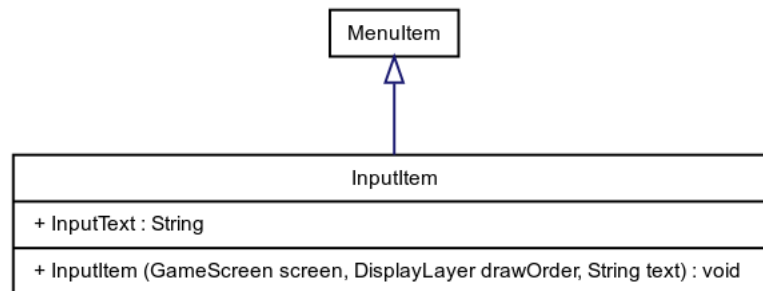 MenuItem
InputItem
+ InputText : String
+ InputItem (GameScreen screen, DisplayLayer drawOrder, String text) : void